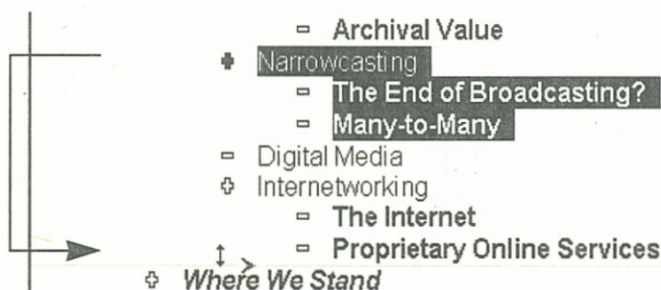 Archival Value
Narrowcasting
The End of Broadcasting?
Many-to-Many
Digital Media
Internetworking
The Internet
Proprietary Online Services
Where We Stand